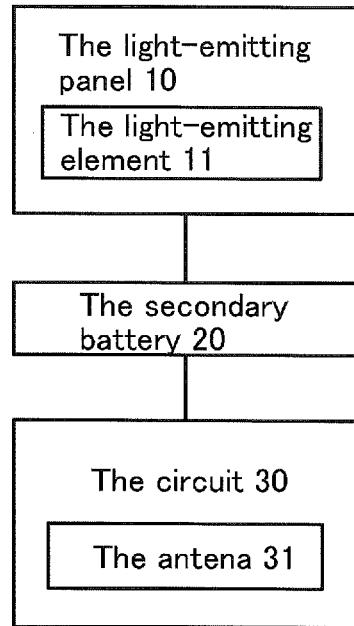 The light-emitting
panel 10
The light-emitting
element 11
The secondary
battery 20
The circuit 30
The antena 31